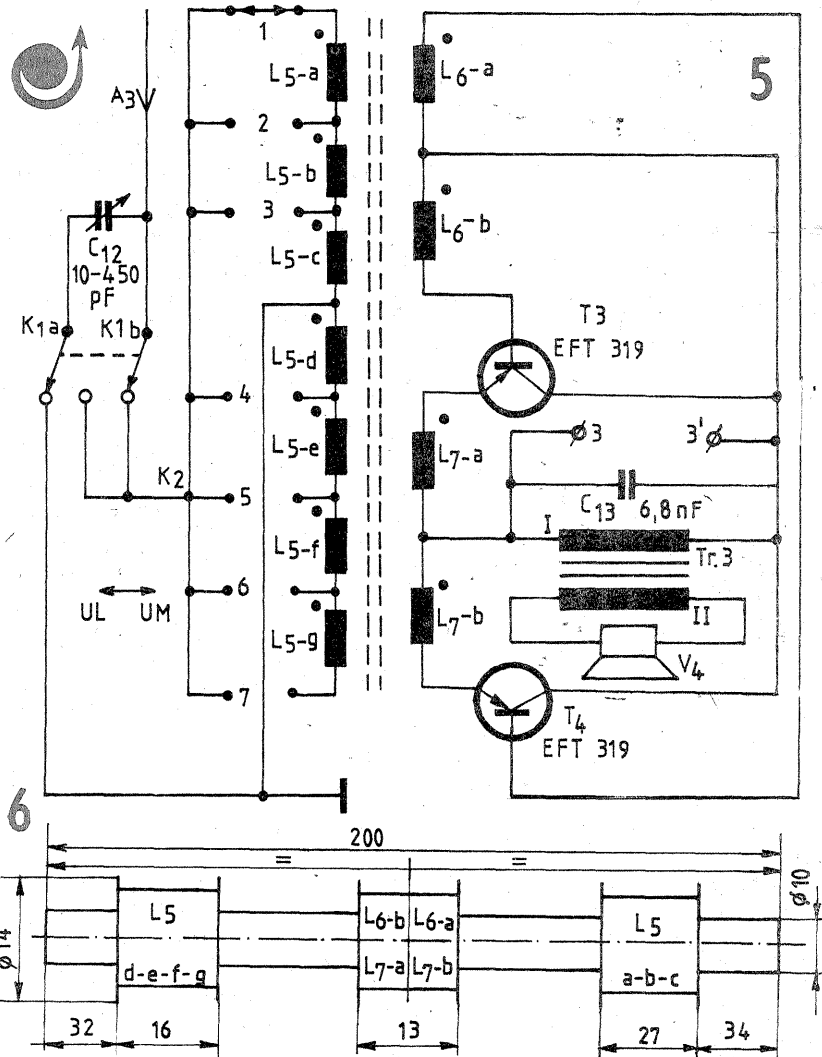 1
L5-a
L6-a
5
A3
2
L5-b
3
L6-b
C12
10-450
pF
L5-c
K1a
K1b
T3
EFT 319
L5-d
4
3
3'
L5-e
L7-a
K2
5
C13 6,8nF
I
L5-f
Tr.3
6
II
UL UM
L7-b
L5-g
V4
7
T4
EFT 319
6
200
= =
ø10
ø14
L5
L6-b L6-a
L5
d-e-f-g
L7-a L7-b
a-b-c
32
16
13
27
34